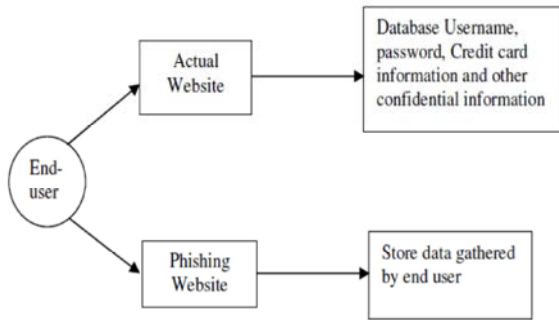 Database Username,
password, Credit card
information and other
confidential information
Actual
Website
End-
user
Phishing
Website
Store data gathered
by end user